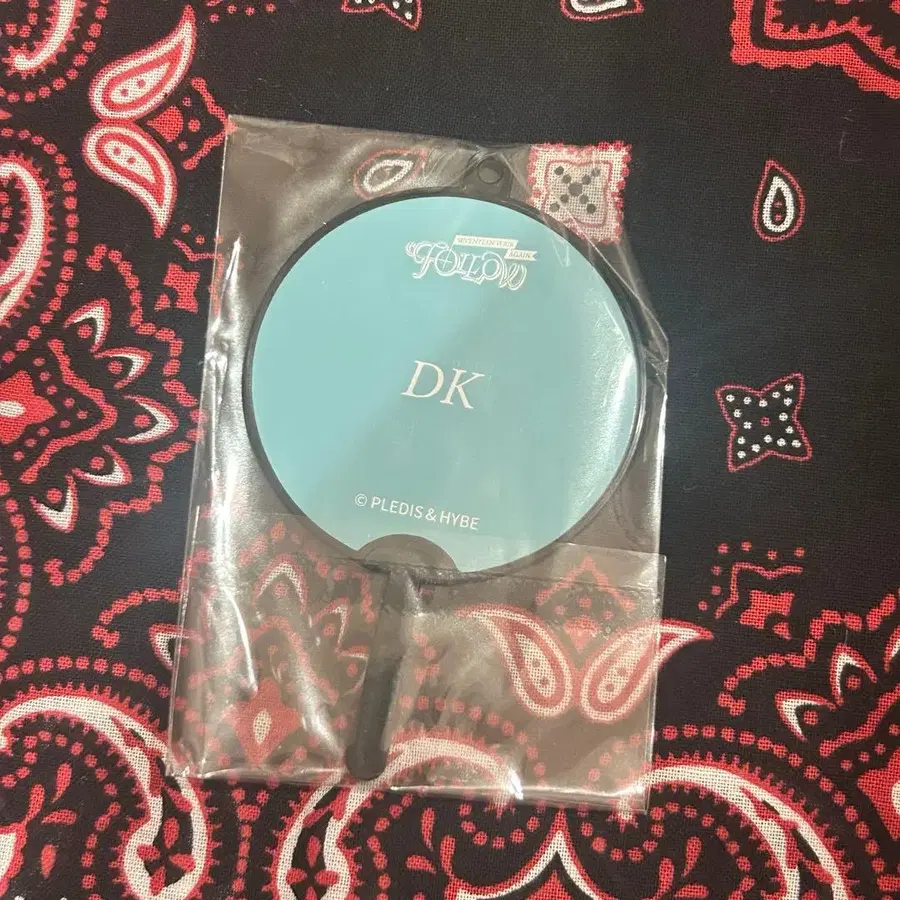 SEVENTEEN TOUR
FOLLOW
AGAIN
DK
© PLEDIS & HYBE